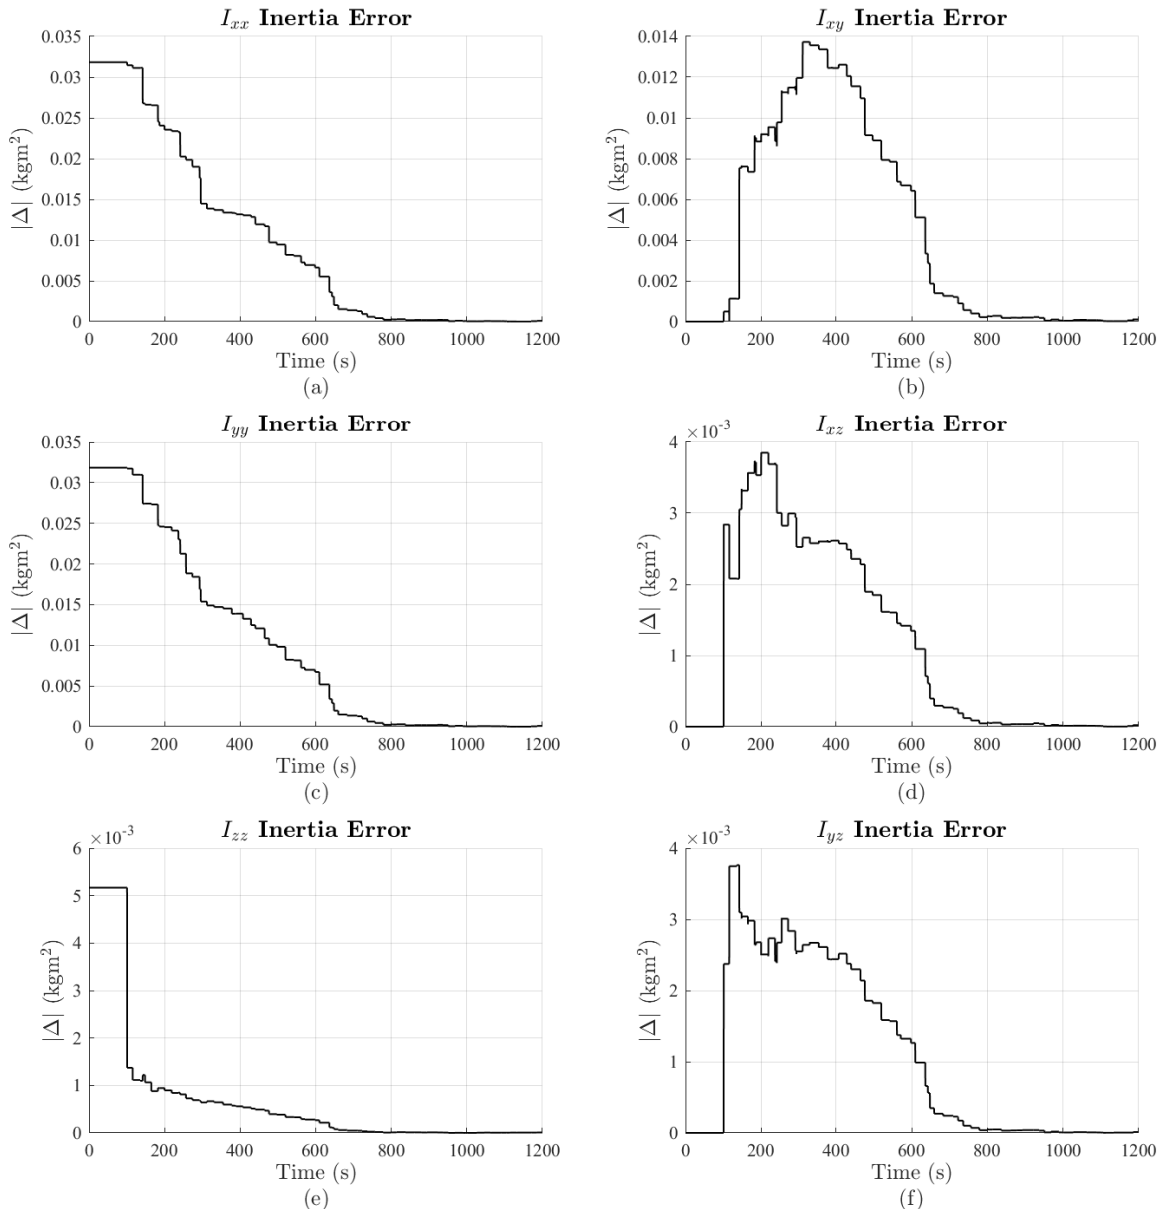 I_xx Inertia Error
0.035
0.03
0.025
0.02
0.015
0.01
0.005
0
|Δ| (kgm²)
0 200 400 600 800 1000 1200
Time (s)
(a)
I_xy Inertia Error
0.014
0.012
0.01
0.008
0.006
0.004
0.002
0
|Δ| (kgm²)
0 200 400 600 800 1000 1200
Time (s)
(b)
I_yy Inertia Error
0.035
0.03
0.025
0.02
0.015
0.01
0.005
0
|Δ| (kgm²)
0 200 400 600 800 1000 1200
Time (s)
(c)
×10⁻³
I_xz Inertia Error
4
3
2
1
0
|Δ| (kgm²)
0 200 400 600 800 1000 1200
Time (s)
(d)
×10⁻³
I_zz Inertia Error
6
5
4
3
2
1
0
|Δ| (kgm²)
0 200 400 600 800 1000 1200
Time (s)
(e)
×10⁻³
I_yz Inertia Error
4
3
2
1
0
|Δ| (kgm²)
0 200 400 600 800 1000 1200
Time (s)
(f)